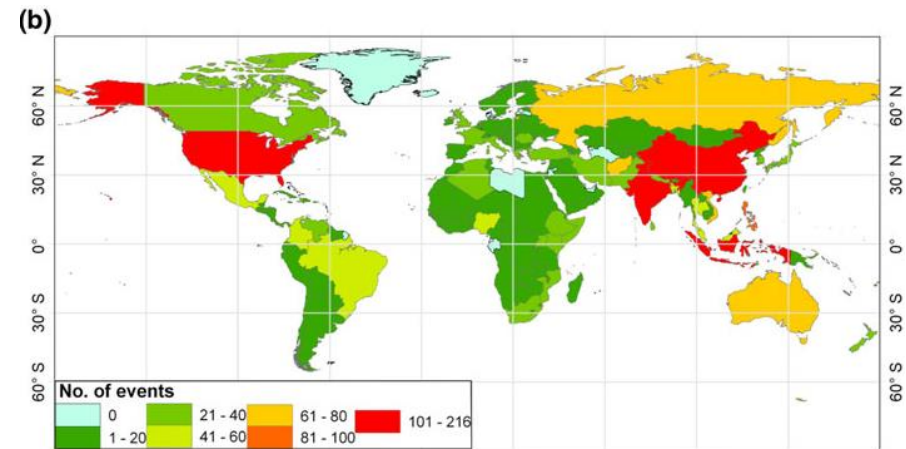 (b)
60° N
30° N
0°
30° S
60° S
60° N
30° N
0°
30° S
60° S
No. of events
0
21 - 40
61 - 80
101 - 216
1 - 20
41 - 60
81 - 100